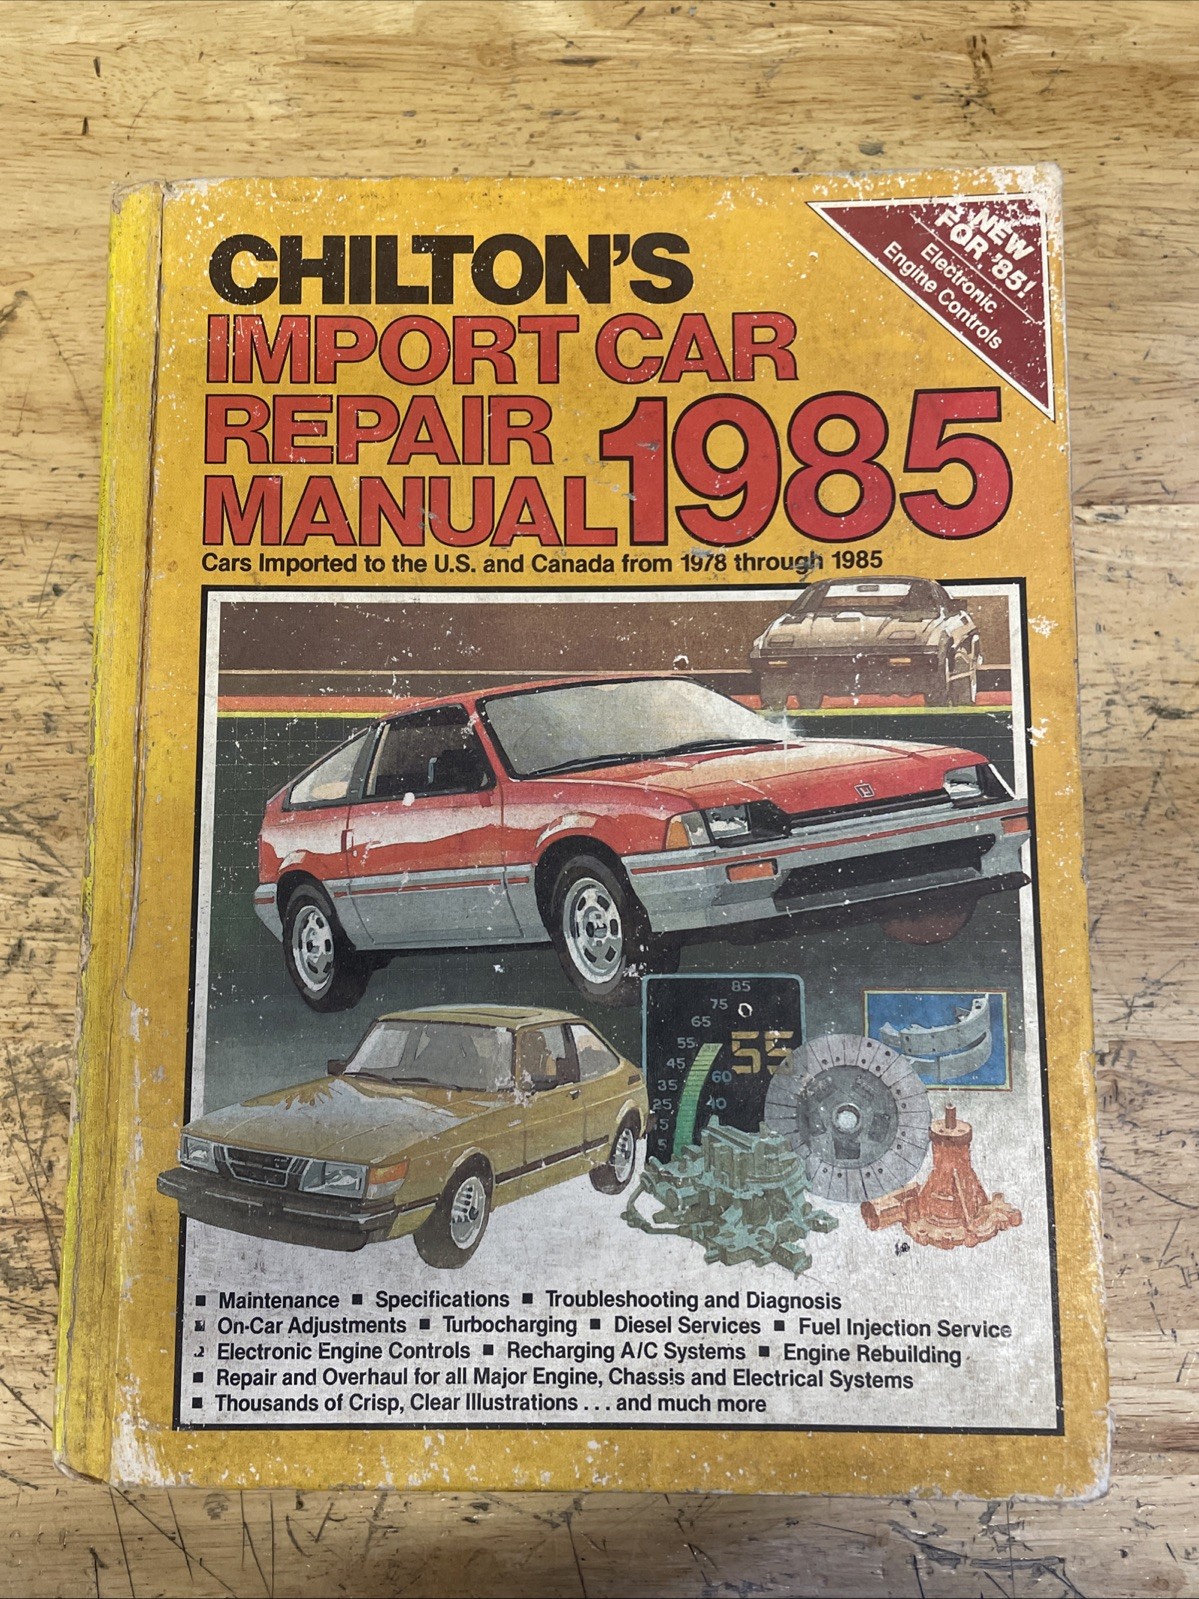 CHILTON'S
IMPORT CAR
REPAIR
MANUAL 1985
NEW
FOR '85!
Electronic
Engine Controls
Cars Imported to the U.S. and Canada from 1978 through 1985
85
75
65
55
55
45
60
35
25
40
15
5
■ Maintenance ■ Specifications ■ Troubleshooting and Diagnosis
■ On-Car Adjustments ■ Turbocharging ■ Diesel Services ■ Fuel Injection Service
■ Electronic Engine Controls ■ Recharging A/C Systems ■ Engine Rebuilding
■ Repair and Overhaul for all Major Engine, Chassis and Electrical Systems
■ Thousands of Crisp, Clear Illustrations . . . and much more